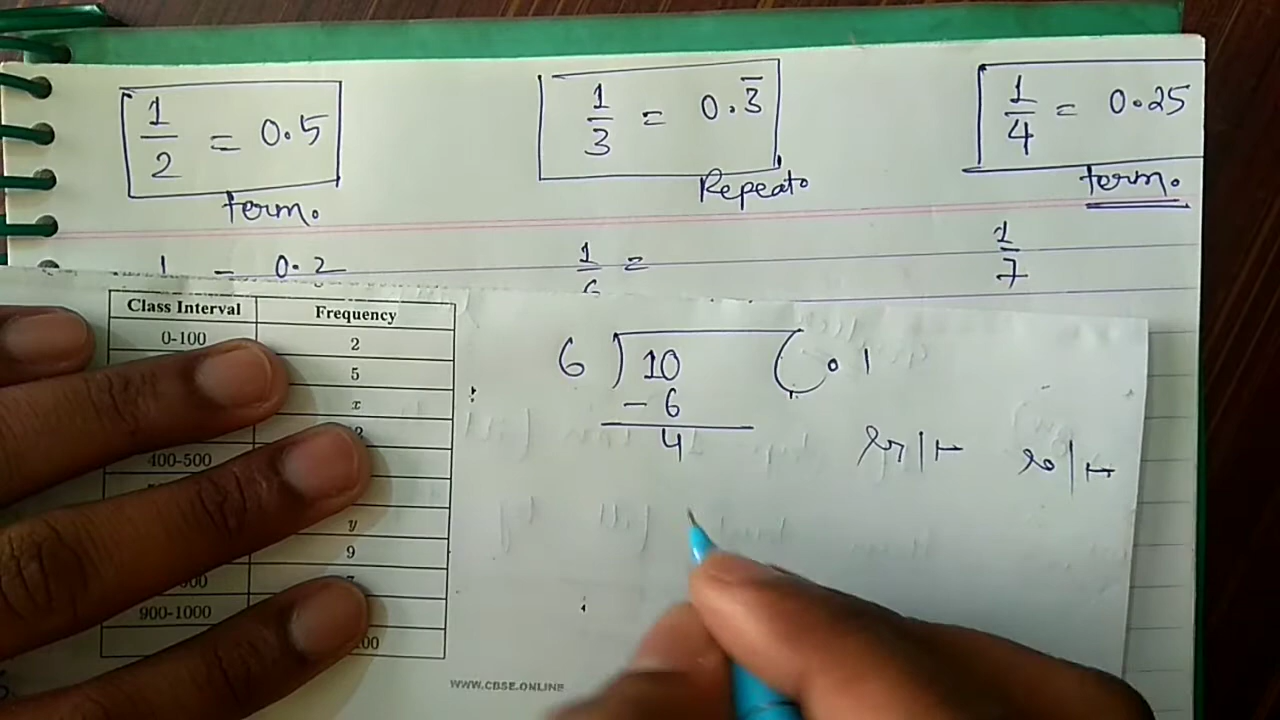 1/2 = 0.5
1/3 = 0.3̅
1/4 = 0.25
term.
Repeat.
term.
1 = 0.2
1/6 =
1/7
Class Interval Frequency
0-100 2
5
x
400-500
y
9
900-1000
6 ) 10 ( .1
- 6
4
WWW.CBSE.ONLINE